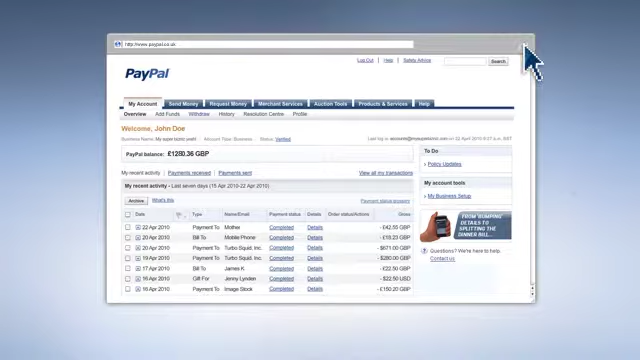 http://www.paypal.co.uk
Log Out | Help | Safety Advice Search
PayPal
My Account Send Money Request Money Merchant Services Auction Tools Products & Services Help
Overview Add Funds Withdraw History Resolution Centre Profile
Welcome, John Doe
Account Type: Business Status: Verified
PayPal balance: £1280.36 GBP
My recent activity | Payments received | Payments sent View all my transactions
My recent activity - Last seven days (15 Apr 2010-22 Apr 2010)
Archive What's this Payment status glossary
Date Type Name/Email Payment status Details Order status/Actions Gross
22 Apr 2010 Payment To Mother Completed Details - £42.55 GBP
20 Apr 2010 Bill To Mobile Phone Completed Details - £18.23 GBP
20 Apr 2010 Payment To Turbo Squid, Inc. Completed Details - £671.00 GBP
19 Apr 2010 Payment To Turbo Squid, Inc. Completed Details - £280.00 GBP
17 Apr 2010 Bill To James K Completed Details - £22.50 GBP
16 Apr 2010 Gift For Jenny Lynden Completed Details - £22.50 USD
16 Apr 2010 Payment To Image Stock Completed Details - £150.20 GBP
To Do
Policy Updates
My account tools
My Business Setup
FROM 'BUMPING'
DETAILS TO
SPLITTING THE
DINNER BILL...
Questions? We're here to help.
Contact us